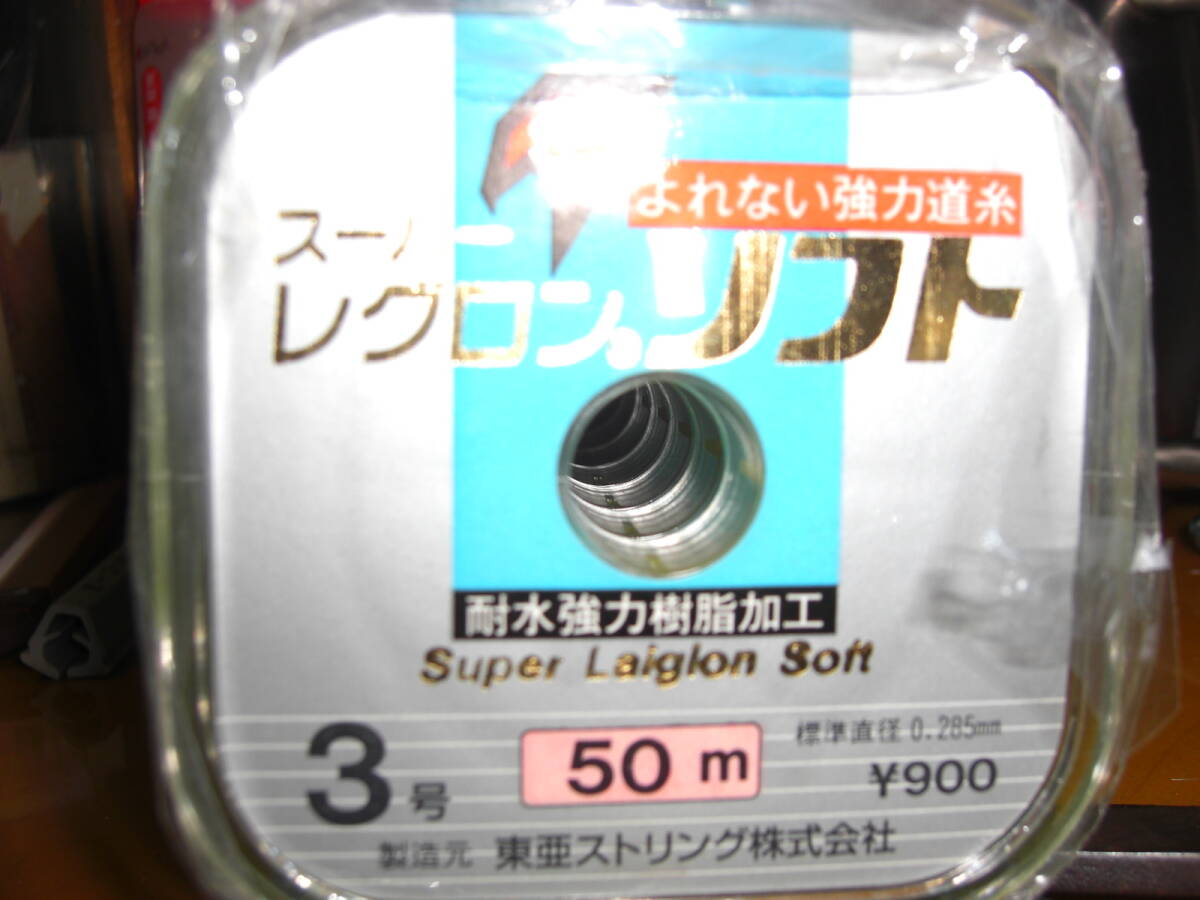 よれない強力道糸
スーパー
レグロン ソフト
耐水強力樹脂加工
Super Laiglon Soft
標準直径 0.285mm
3号 50 m ¥900
製造元 東亜ストリング株式会社